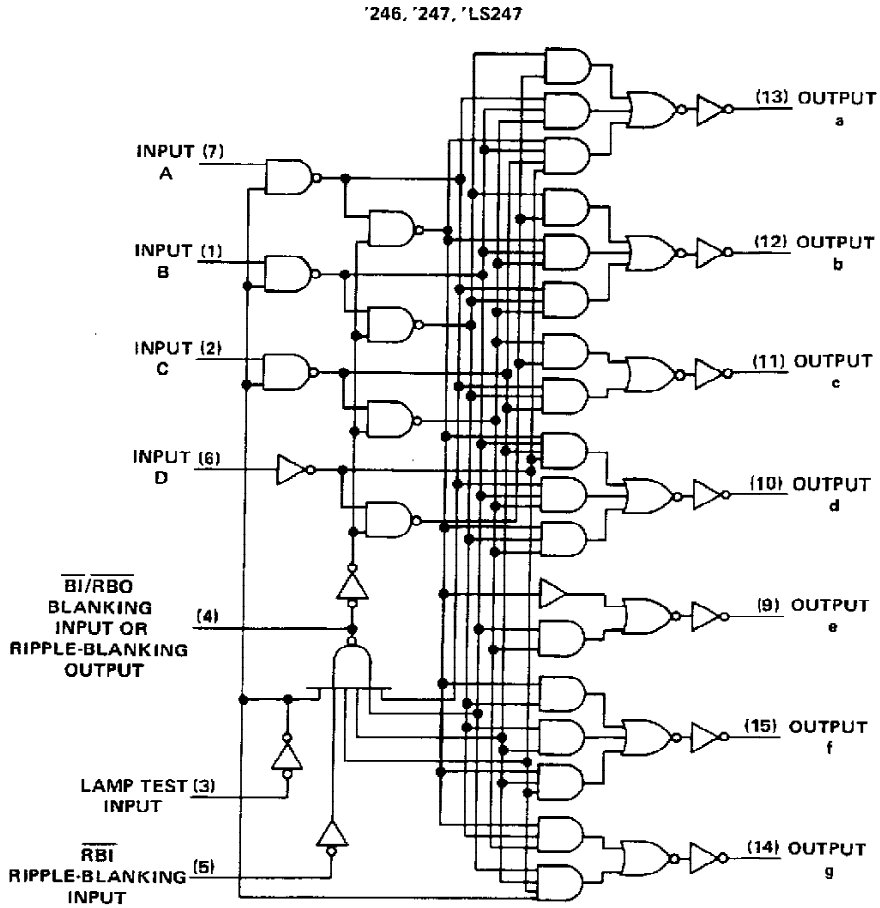 '246, '247, 'LS247
(13) OUTPUT
a
INPUT (7)
A
(12) OUTPUT
b
INPUT (1)
B
(11) OUTPUT
c
INPUT (2)
C
(10) OUTPUT
d
INPUT (6)
D
BI/RBO
BLANKING
INPUT OR
RIPPLE-BLANKING
OUTPUT
(4)
(9) OUTPUT
e
(15) OUTPUT
f
LAMP TEST (3)
INPUT
(14) OUTPUT
g
RBI
RIPPLE-BLANKING
INPUT
(5)